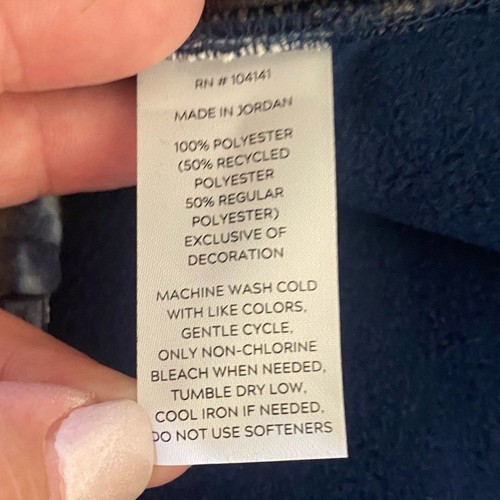 RN # 104141
MADE IN JORDAN
100% POLYESTER
(50% RECYCLED
POLYESTER
50% REGULAR
POLYESTER)
EXCLUSIVE OF
DECORATION
MACHINE WASH COLD
WITH LIKE COLORS,
GENTLE CYCLE,
ONLY NON-CHLORINE
BLEACH WHEN NEEDED,
TUMBLE DRY LOW,
COOL IRON IF NEEDED,
DO NOT USE SOFTENERS